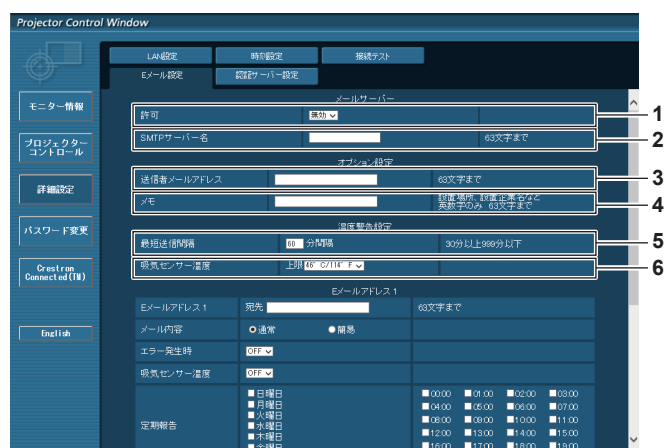 Projector Control Window
LAN設定 時刻設定 接続テスト
Eメール設定 認証サーバー設定
モニター情報
プロジェクター
コントロール
詳細設定
パスワード変更
Crestron
Connected(TM)
English
メールサーバー
許可 無効 1
SMTPサーバー名 63文字まで 2
オプション設定
送信者メールアドレス 63文字まで 3
メモ 設置場所、設置企業名など
英数字のみ 63文字まで 4
温度警告設定
最短送信間隔 60 分間隔 30分以上999分以下 5
吸気センサー温度 上限 46°C/114°F 6
Eメールアドレス1
Eメールアドレス1 宛先 63文字まで
メール内容 通常 簡易
エラー発生時 OFF
吸気センサー温度 OFF
定期報告
日曜日 00:00 01:00 02:00 03:00
月曜日 04:00 05:00 06:00 07:00
火曜日 08:00 09:00 10:00 11:00
水曜日 12:00 13:00 14:00 15:00
木曜日 16:00 17:00 18:00 19:00
金曜日